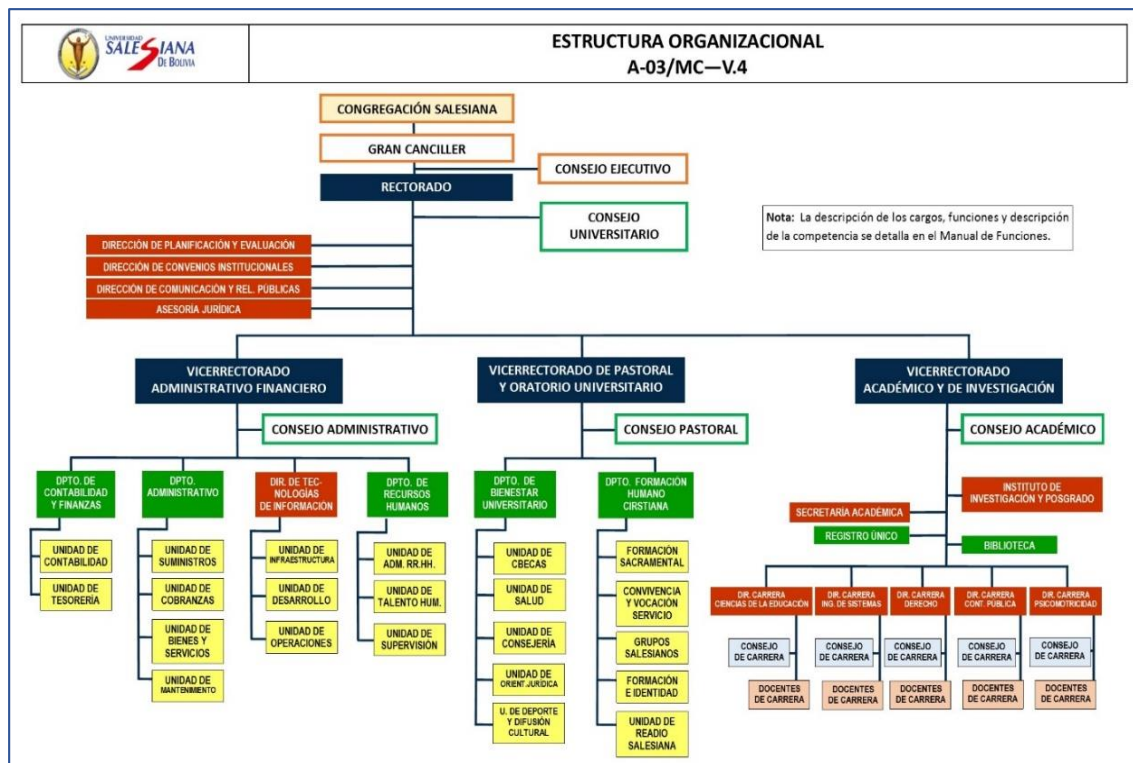 UNIVERSIDAD
SALESIANA
DE BOLIVIA
ESTRUCTURA ORGANIZACIONAL
A-03/MC—V.4
CONGREGACIÓN SALESIANA
GRAN CANCILLER
CONSEJO EJECUTIVO
RECTORADO
CONSEJO
UNIVERSITARIO
Nota: La descripción de los cargos, funciones y descripción
de la competencia se detalla en el Manual de Funciones.
DIRECCIÓN DE PLANIFICACIÓN Y EVALUACIÓN
DIRECCIÓN DE CONVENIOS INSTITUCIONALES
DIRECCIÓN DE COMUNICACIÓN Y REL. PÚBLICAS
ASESORÍA JURÍDICA
VICERRECTORADO
ADMINISTRATIVO FINANCIERO
VICERRECTORADO DE PASTORAL
Y ORATORIO UNIVERSITARIO
VICERRECTORADO
ACADÉMICO Y DE INVESTIGACIÓN
CONSEJO ADMINISTRATIVO
CONSEJO PASTORAL
CONSEJO ACADÉMICO
DPTO. DE
CONTABILIDAD
Y FINANZAS
DPTO.
ADMINISTRATIVO
DIR. DE TEC-
NOLOGÍAS
DE INFORMACIÓN
DPTO. DE
RECURSOS
HUMANOS
DPTO. DE
BIENESTAR
UNIVERSITARIO
DPTO. FORMACIÓN
HUMANO
CIRSTIANA
INSTITUTO DE
INVESTIGACIÓN Y POSGRADO
SECRETARÍA ACADÉMICA
REGISTRO ÚNICO
BIBLIOTECA
UNIDAD DE
CONTABILIDAD
UNIDAD DE
TESORERÍA
UNIDAD DE
SUMINISTROS
UNIDAD DE
COBRANZAS
UNIDAD DE
BIENES Y
SERVICIOS
UNIDAD DE
MANTENIMIENTO
UNIDAD DE
INFRAESTRUCTURA
UNIDAD DE
DESARROLLO
UNIDAD DE
OPERACIONES
UNIDAD DE
ADM. RR.HH.
UNIDAD DE
TALENTO HUM.
UNIDAD DE
SUPERVISIÓN
UNIDAD DE
CBECAS
UNIDAD DE
SALUD
UNIDAD DE
CONSEJERÍA
UNIDAD DE
ORIENT.JURÍDICA
U. DE DEPORTE
Y DIFUSIÓN
CULTURAL
FORMACIÓN
SACRAMENTAL
CONVIVENCIA
Y VOCACIÓN
SERVICIO
GRUPOS
SALESIANOS
FORMACIÓN
E IDENTIDAD
UNIDAD DE
READIO
SALESIANA
DIR. CARRERA
CIENCIAS DE LA EDUCACIÓN
DIR. CARRERA
ING. DE SISTEMAS
DIR. CARRERA
DERECHO
DIR. CARRERA
CONT. PÚBLICA
DIR. CARRERA
PSICOMOTRICIDAD
CONSEJO
DE CARRERA
CONSEJO
DE CARRERA
CONSEJO
DE CARRERA
CONSEJO
DE CARRERA
CONSEJO
DE CARRERA
DOCENTES
DE CARRERA
DOCENTES
DE CARRERA
DOCENTES
DE CARRERA
DOCENTES
DE CARRERA
DOCENTES
DE CARRERA